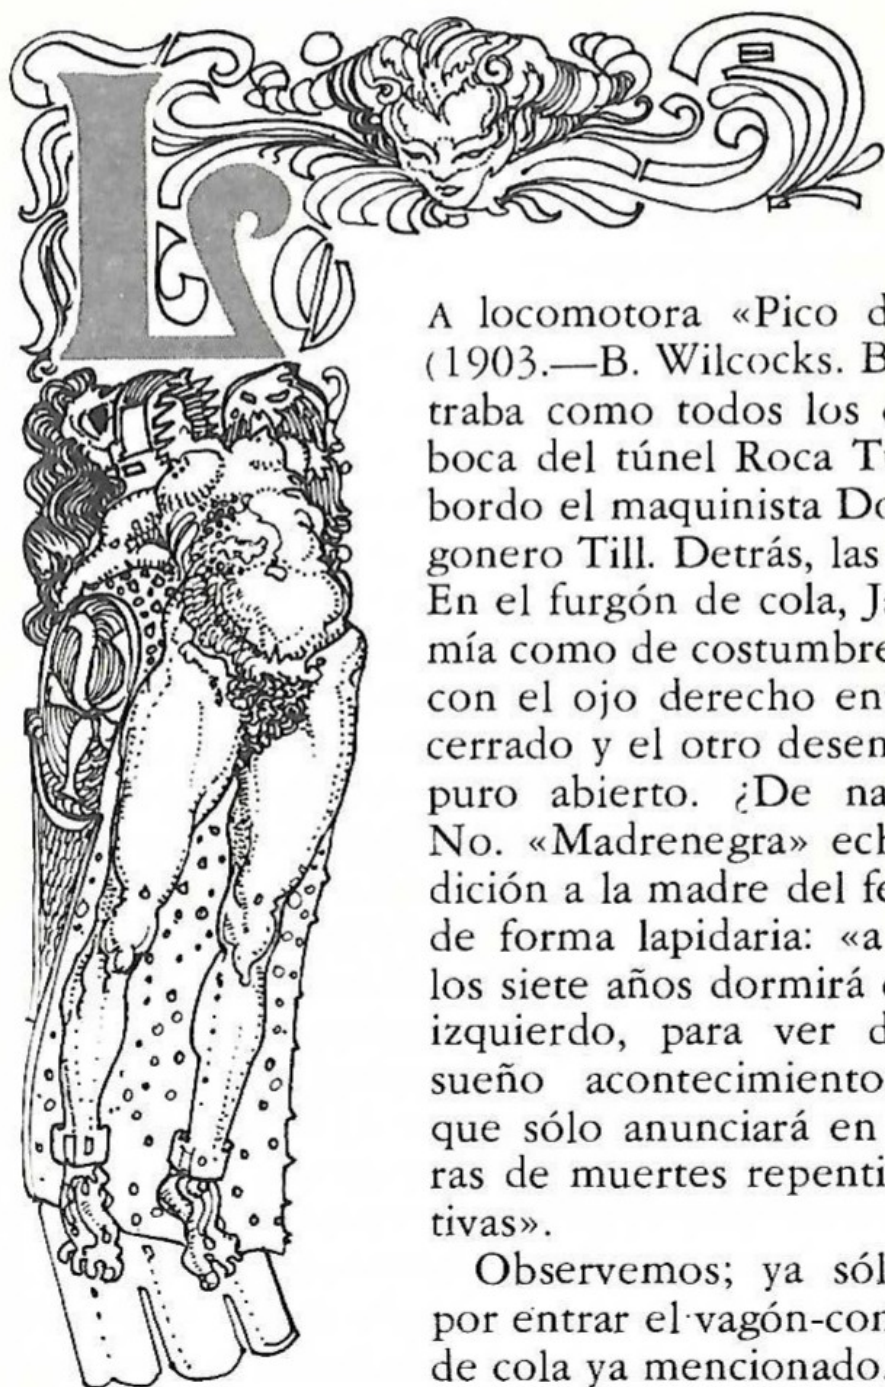 LA locomotora «Pico d
(1903.—B. Wilcocks. B
traba como todos los
boca del túnel Roca T
bordo el maquinista Do
gonero Till. Detrás, las
En el furgón de cola, J
mía como de costumbre
con el ojo derecho en
cerrado y el otro desen
puro abierto. ¿De na
No. «Madrenegra» ech
dición a la madre del fe
de forma lapidaria: «a
los siete años dormirá
izquierdo, para ver d
sueño acontecimiento
que sólo anunciará en
ras de muertes repenti
tivas».
Observemos; ya sól
por entrar el vagón-con
de cola ya mencionado.